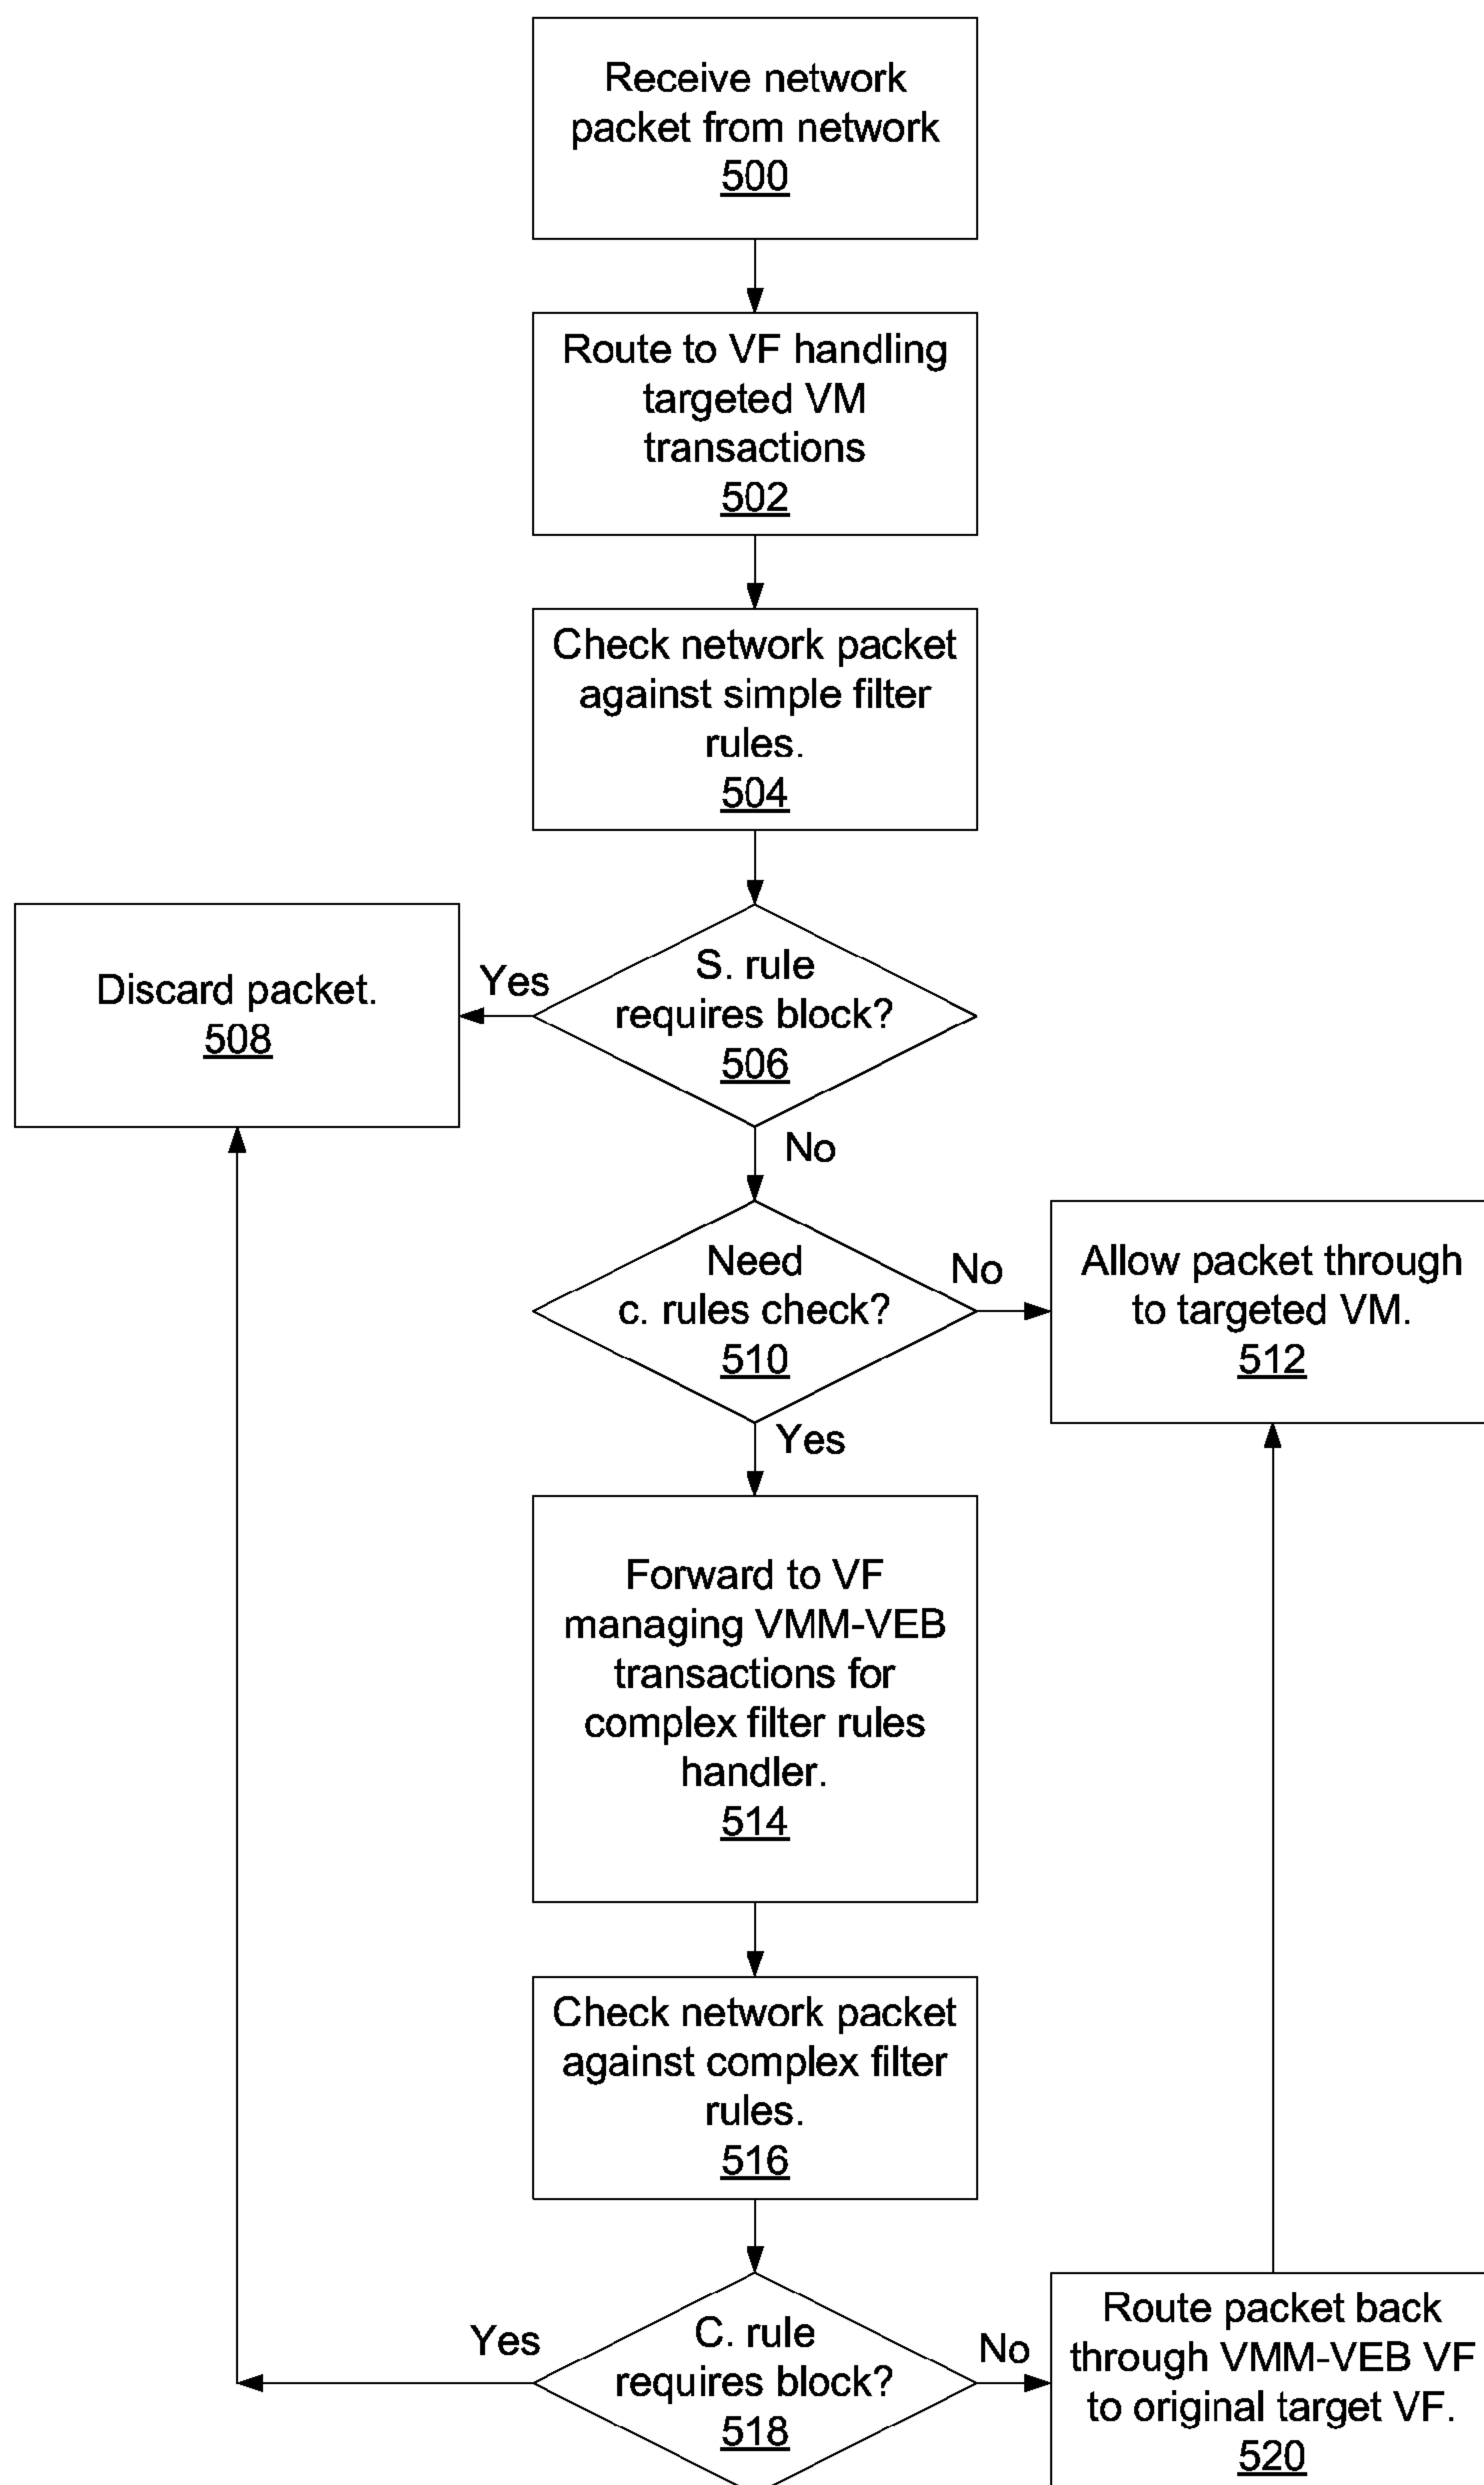 Receive network
packet from network
500
Route to VF handling
targeted VM
transactions
502
Check network packet
against simple filter
rules.
504
S. rule
requires block?
506
Yes
Discard packet.
508
No
Need
c. rules check?
510
No
Allow packet through
to targeted VM.
512
Yes
Forward to VF
managing VMM-VEB
transactions for
complex filter rules
handler.
514
Check network packet
against complex filter
rules.
516
C. rule
requires block?
518
Yes
No
Route packet back
through VMM-VEB VF
to original target VF.
520